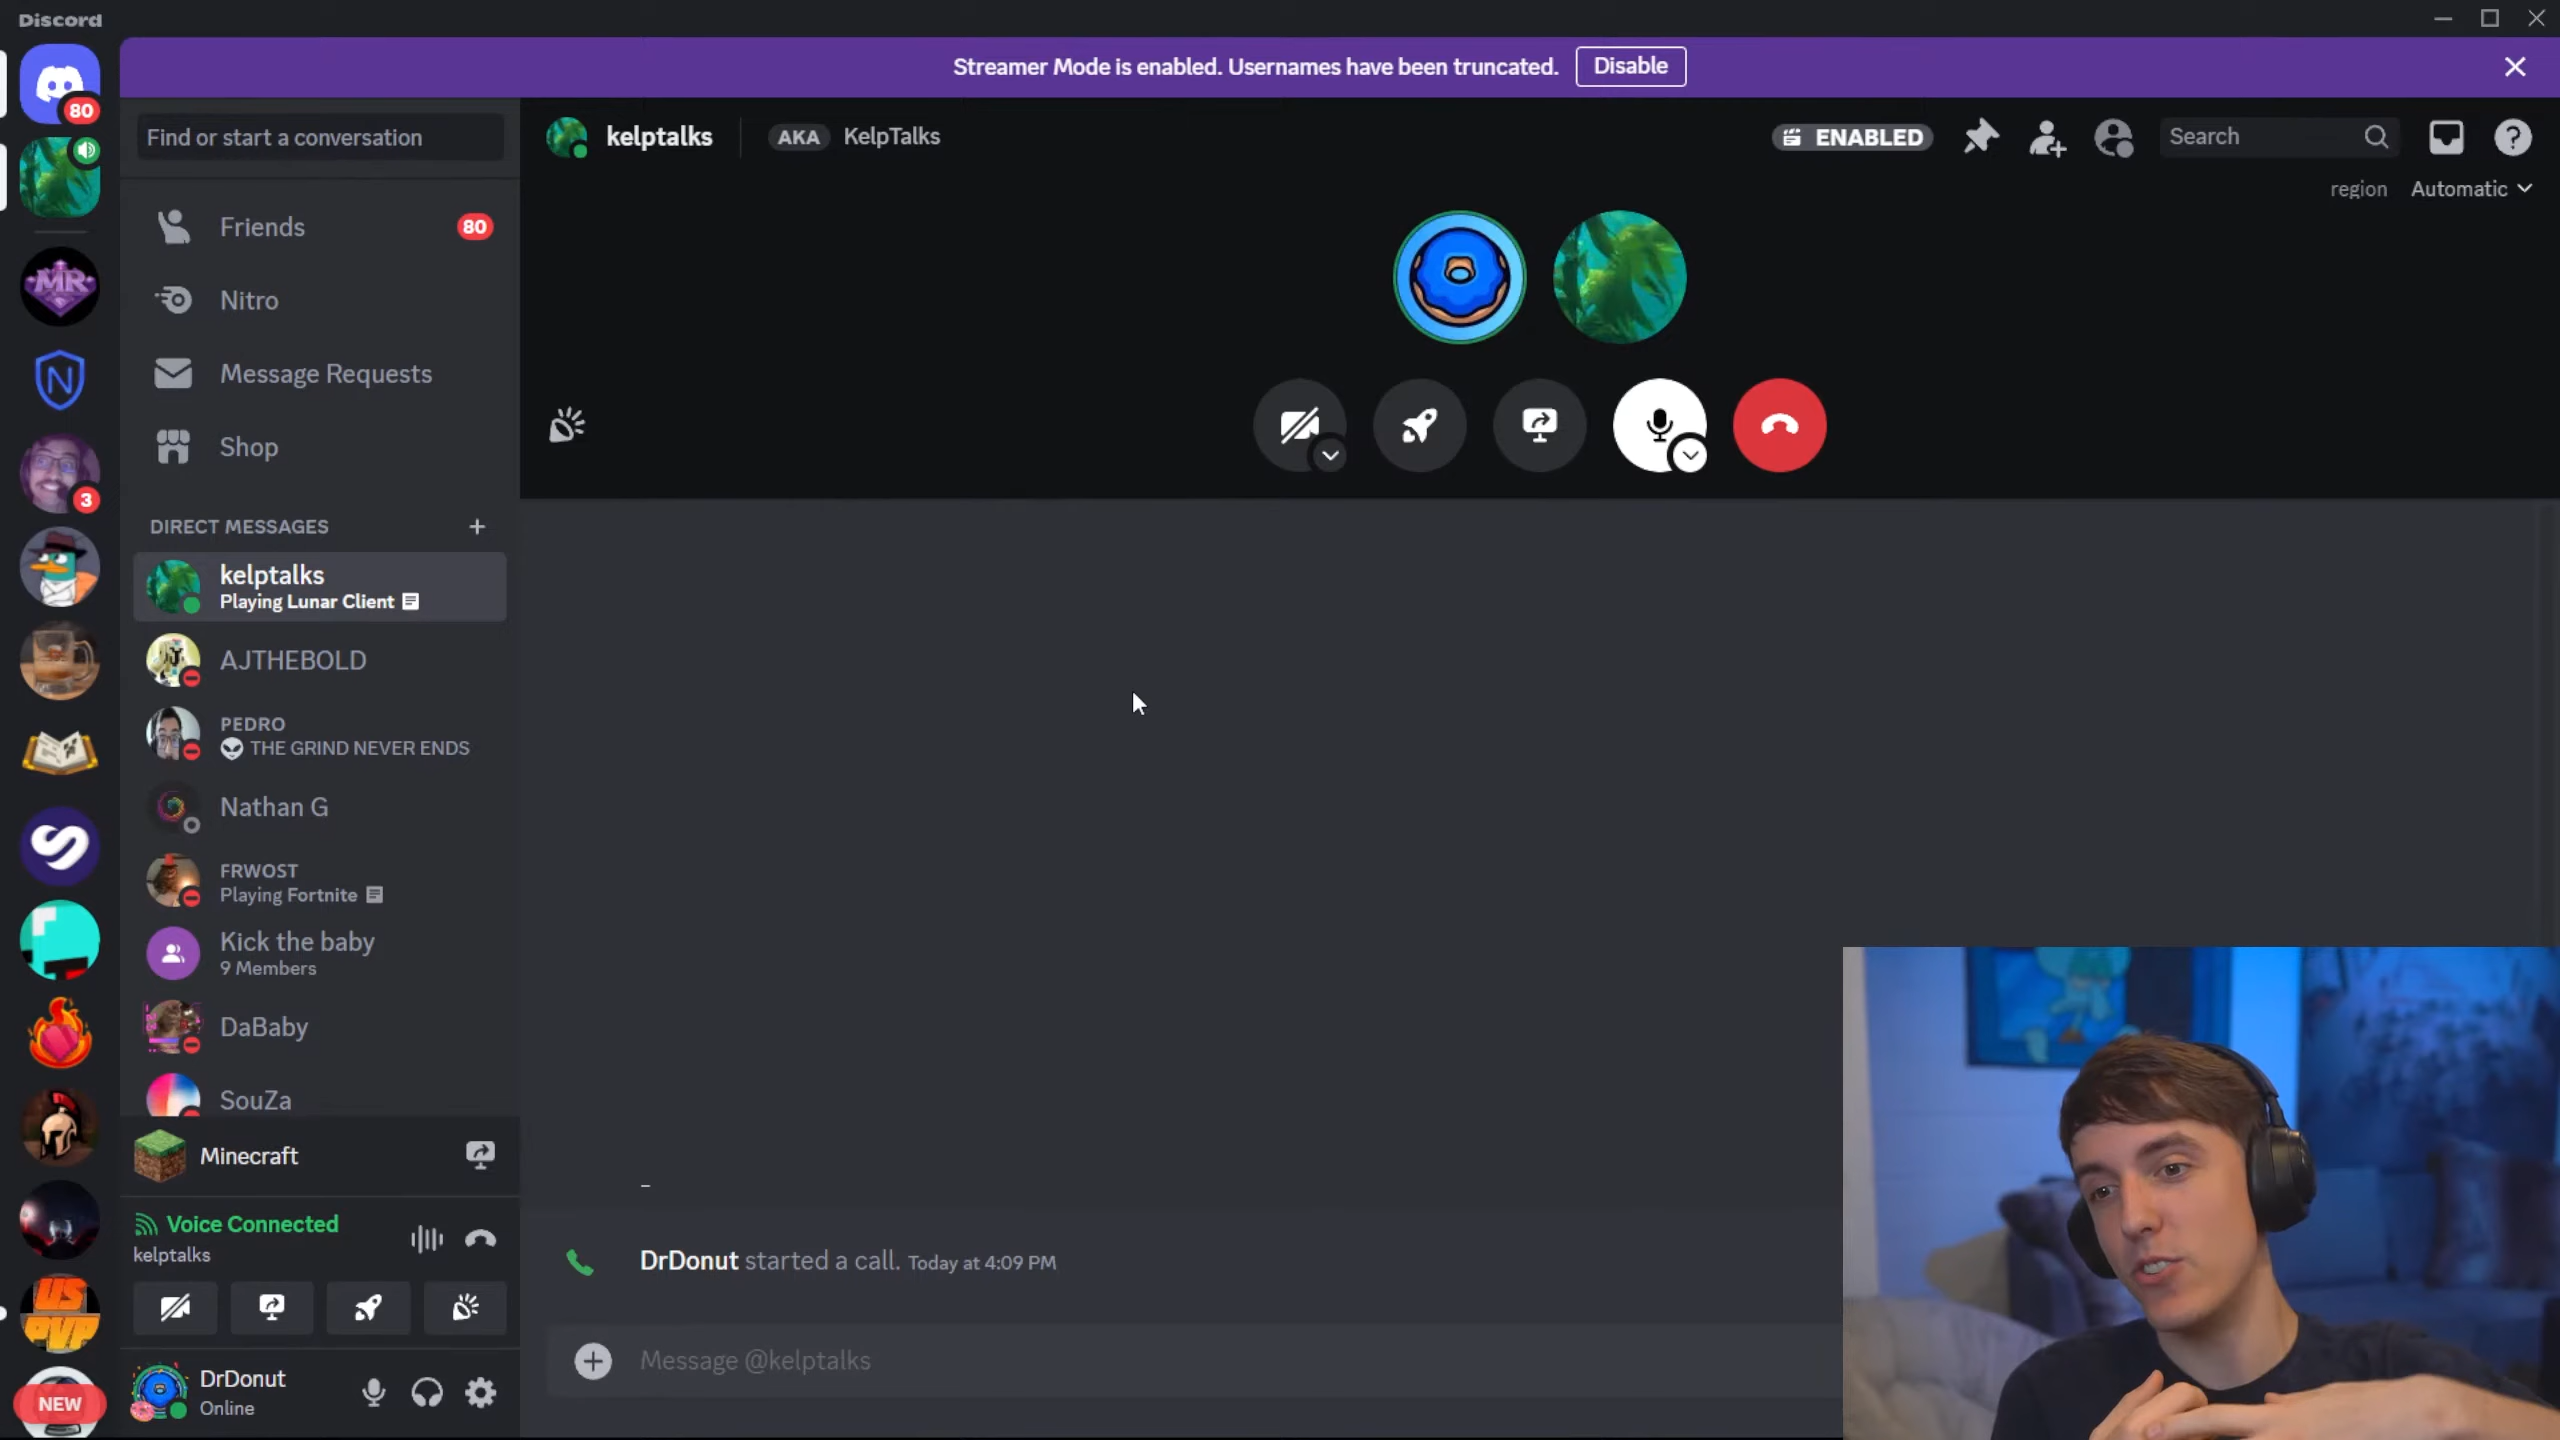 Discord
Streamer Mode is enabled. Usernames have been truncated.
Disable
80
Find or start a conversation
kelptalks
AKA
KelpTalks
ENABLED
Search
region
Automatic
Friends
80
Nitro
Message Requests
Shop
DIRECT MESSAGES
kelptalks
Playing Lunar Client
AJTHEBOLD
PEDRO
THE GRIND NEVER ENDS
Nathan G
FRWOST
Playing Fortnite
Kick the baby
9 Members
DaBaby
SouZa
Minecraft
Voice Connected
kelptalks
DrDonut
Online
MR
N
3
US
PVP
NEW
DrDonut started a call. Today at 4:09 PM
Message @kelptalks